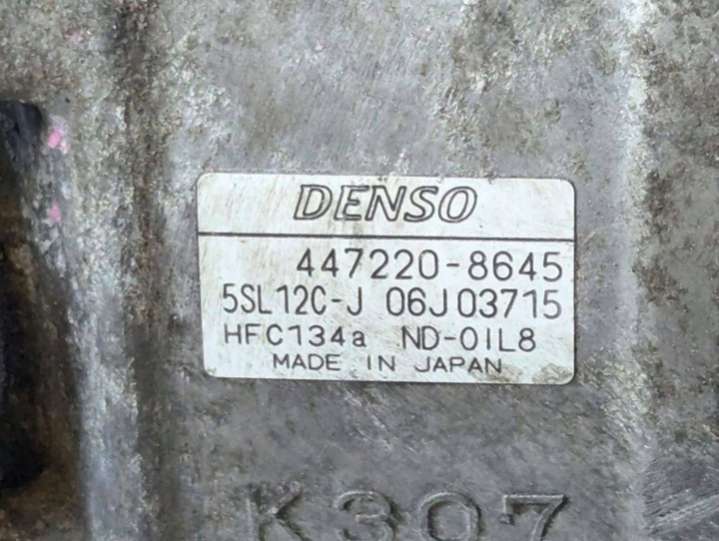 DENSO
447220-8645
5SL12C-J 06J03715
HFC134a ND-OIL8
MADE IN JAPAN
K307